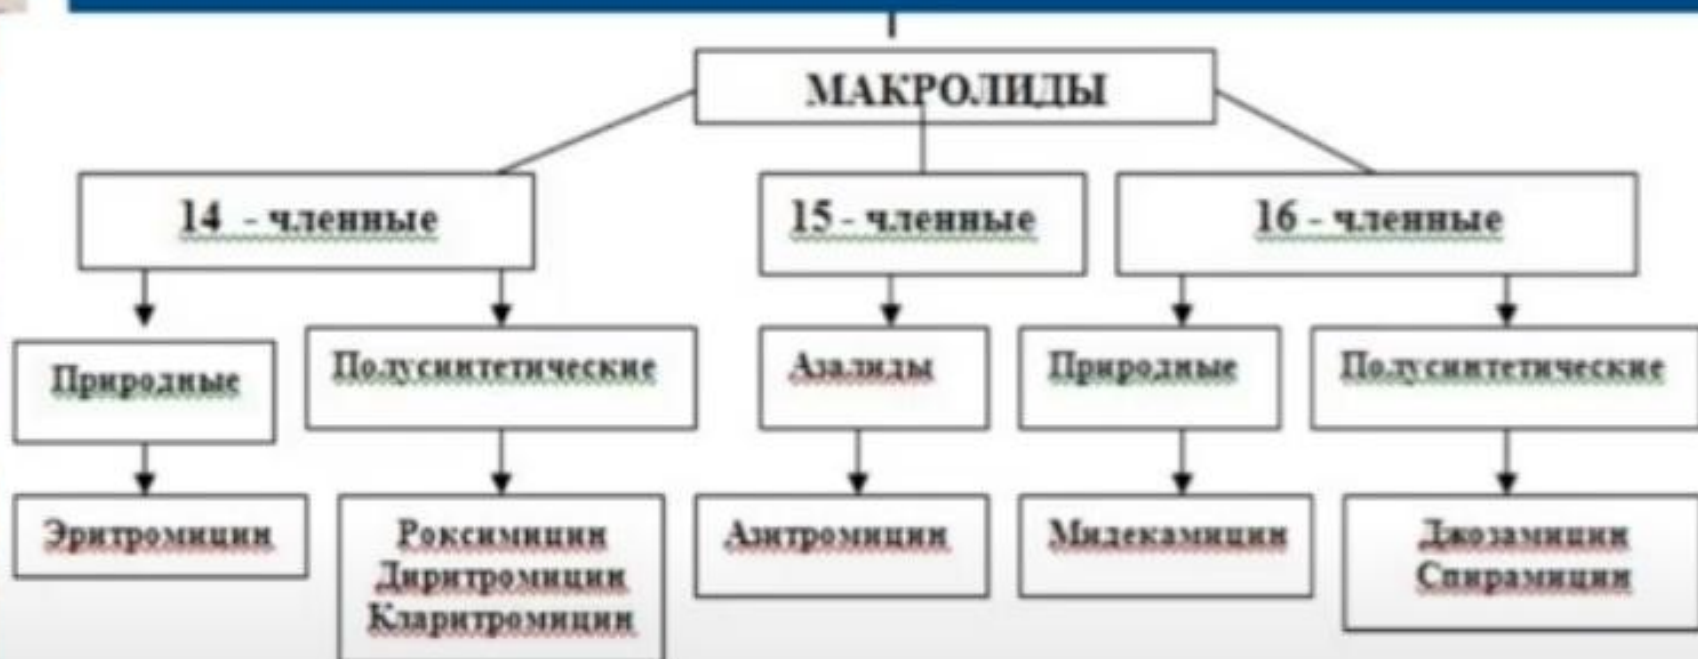 МАКРОЛИДЫ
14 - членные
15 - членные
16 - членные
Природные
Полусинтетические
Азалиды
Природные
Полусинтетические
Эритромицин
Роксимицин
Диритромицин
Кларитромицин
Азитромицин
Мидекамицин
Джозамицин
Спирамицин